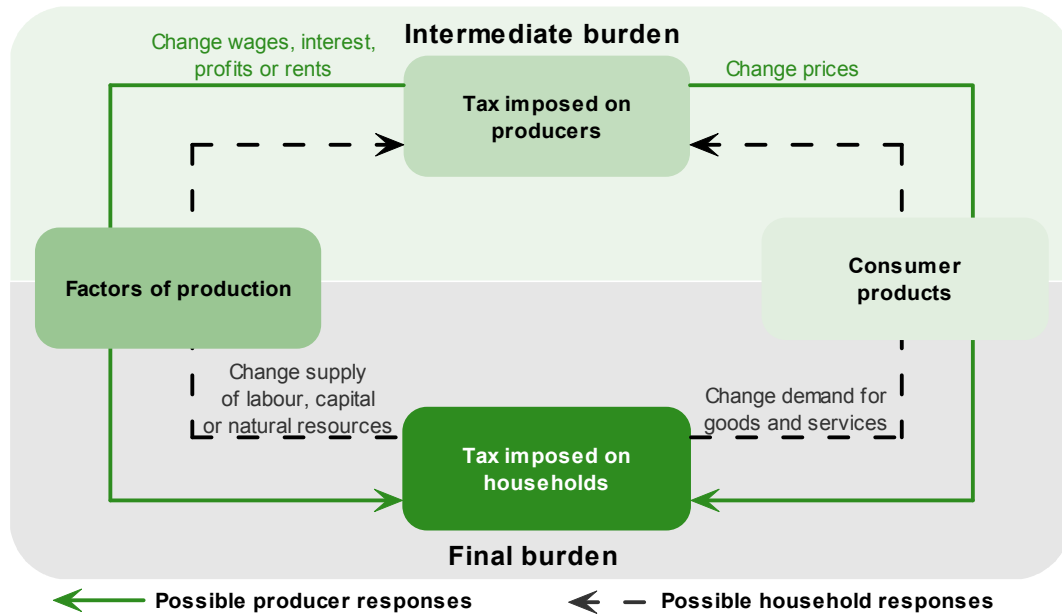 Intermediate burden
Change wages, interest,
profits or rents
Change prices
Tax imposed on
producers
Factors of production
Consumer
products
Change supply
of labour, capital
or natural resources
Change demand for
goods and services
Tax imposed on
households
Final burden
Possible producer responses
Possible household responses